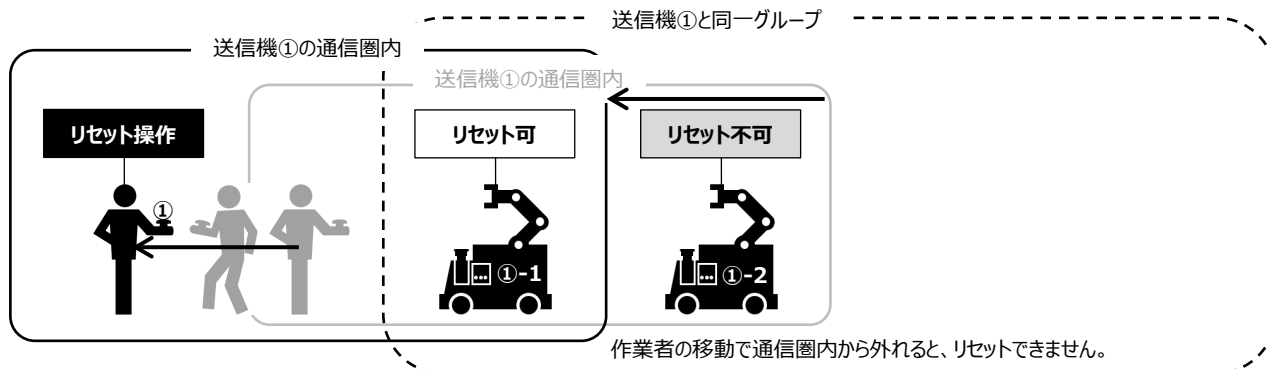 送信機①と同一グループ
送信機①の通信圏内
送信機①の通信圏内
リセット操作
リセット可
リセット不可
①
①-1
①-2
作業者の移動で通信圏内から外れると、リセットできません。